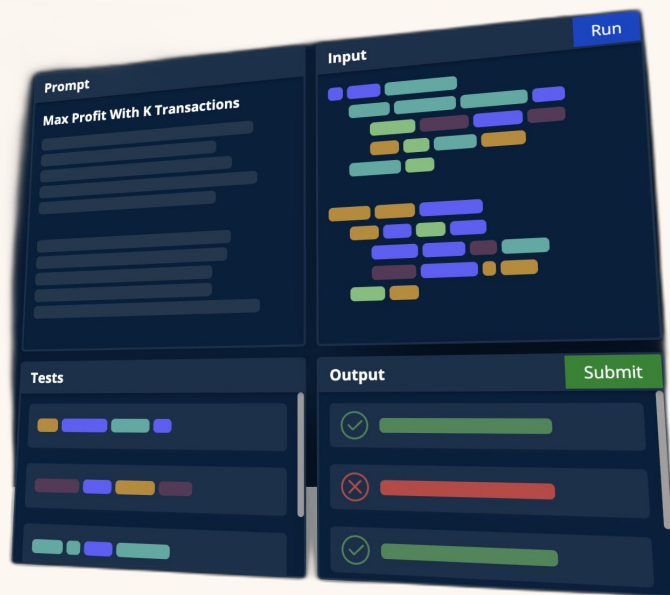 Prompt
Max Profit With K Transactions
Input
Run
Tests
Output
Submit